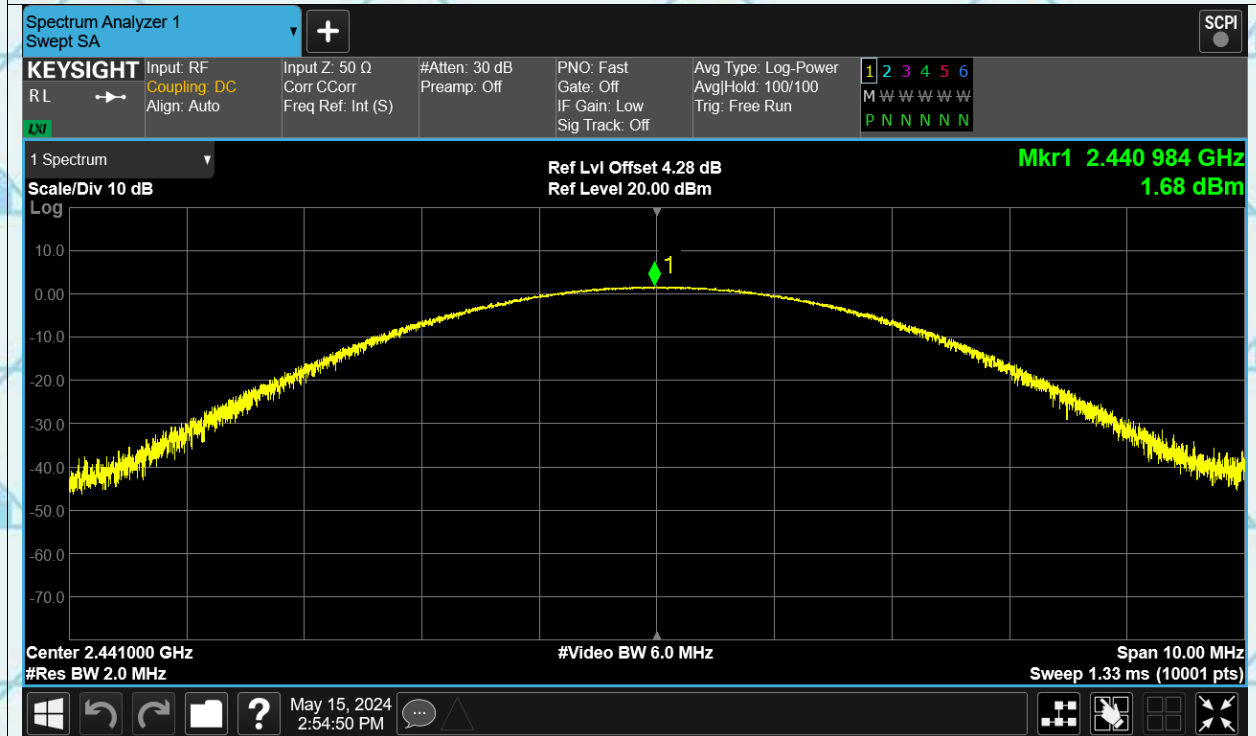 Spectrum Analyzer 1
Swept SA
+
SCPI
KEYSIGHT
R L
LXI
Input: RF
Coupling: DC
Align: Auto
Input Z: 50 Ω
Corr CCorr
Freq Ref: Int (S)
#Atten: 30 dB
Preamp: Off
PNO: Fast
Gate: Off
IF Gain: Low
Sig Track: Off
Avg Type: Log-Power
Avg|Hold: 100/100
Trig: Free Run
1 2 3 4 5 6
M W W W W W
P N N N N N
1 Spectrum
Scale/Div 10 dB
Log
Ref Lvl Offset 4.28 dB
Ref Level 20.00 dBm
Mkr1 2.440 984 GHz
1.68 dBm
1
10.0
0.00
-10.0
-20.0
-30.0
-40.0
-50.0
-60.0
-70.0
Center 2.441000 GHz
#Res BW 2.0 MHz
#Video BW 6.0 MHz
Span 10.00 MHz
Sweep 1.33 ms (10001 pts)
?
May 15, 2024
2:54:50 PM